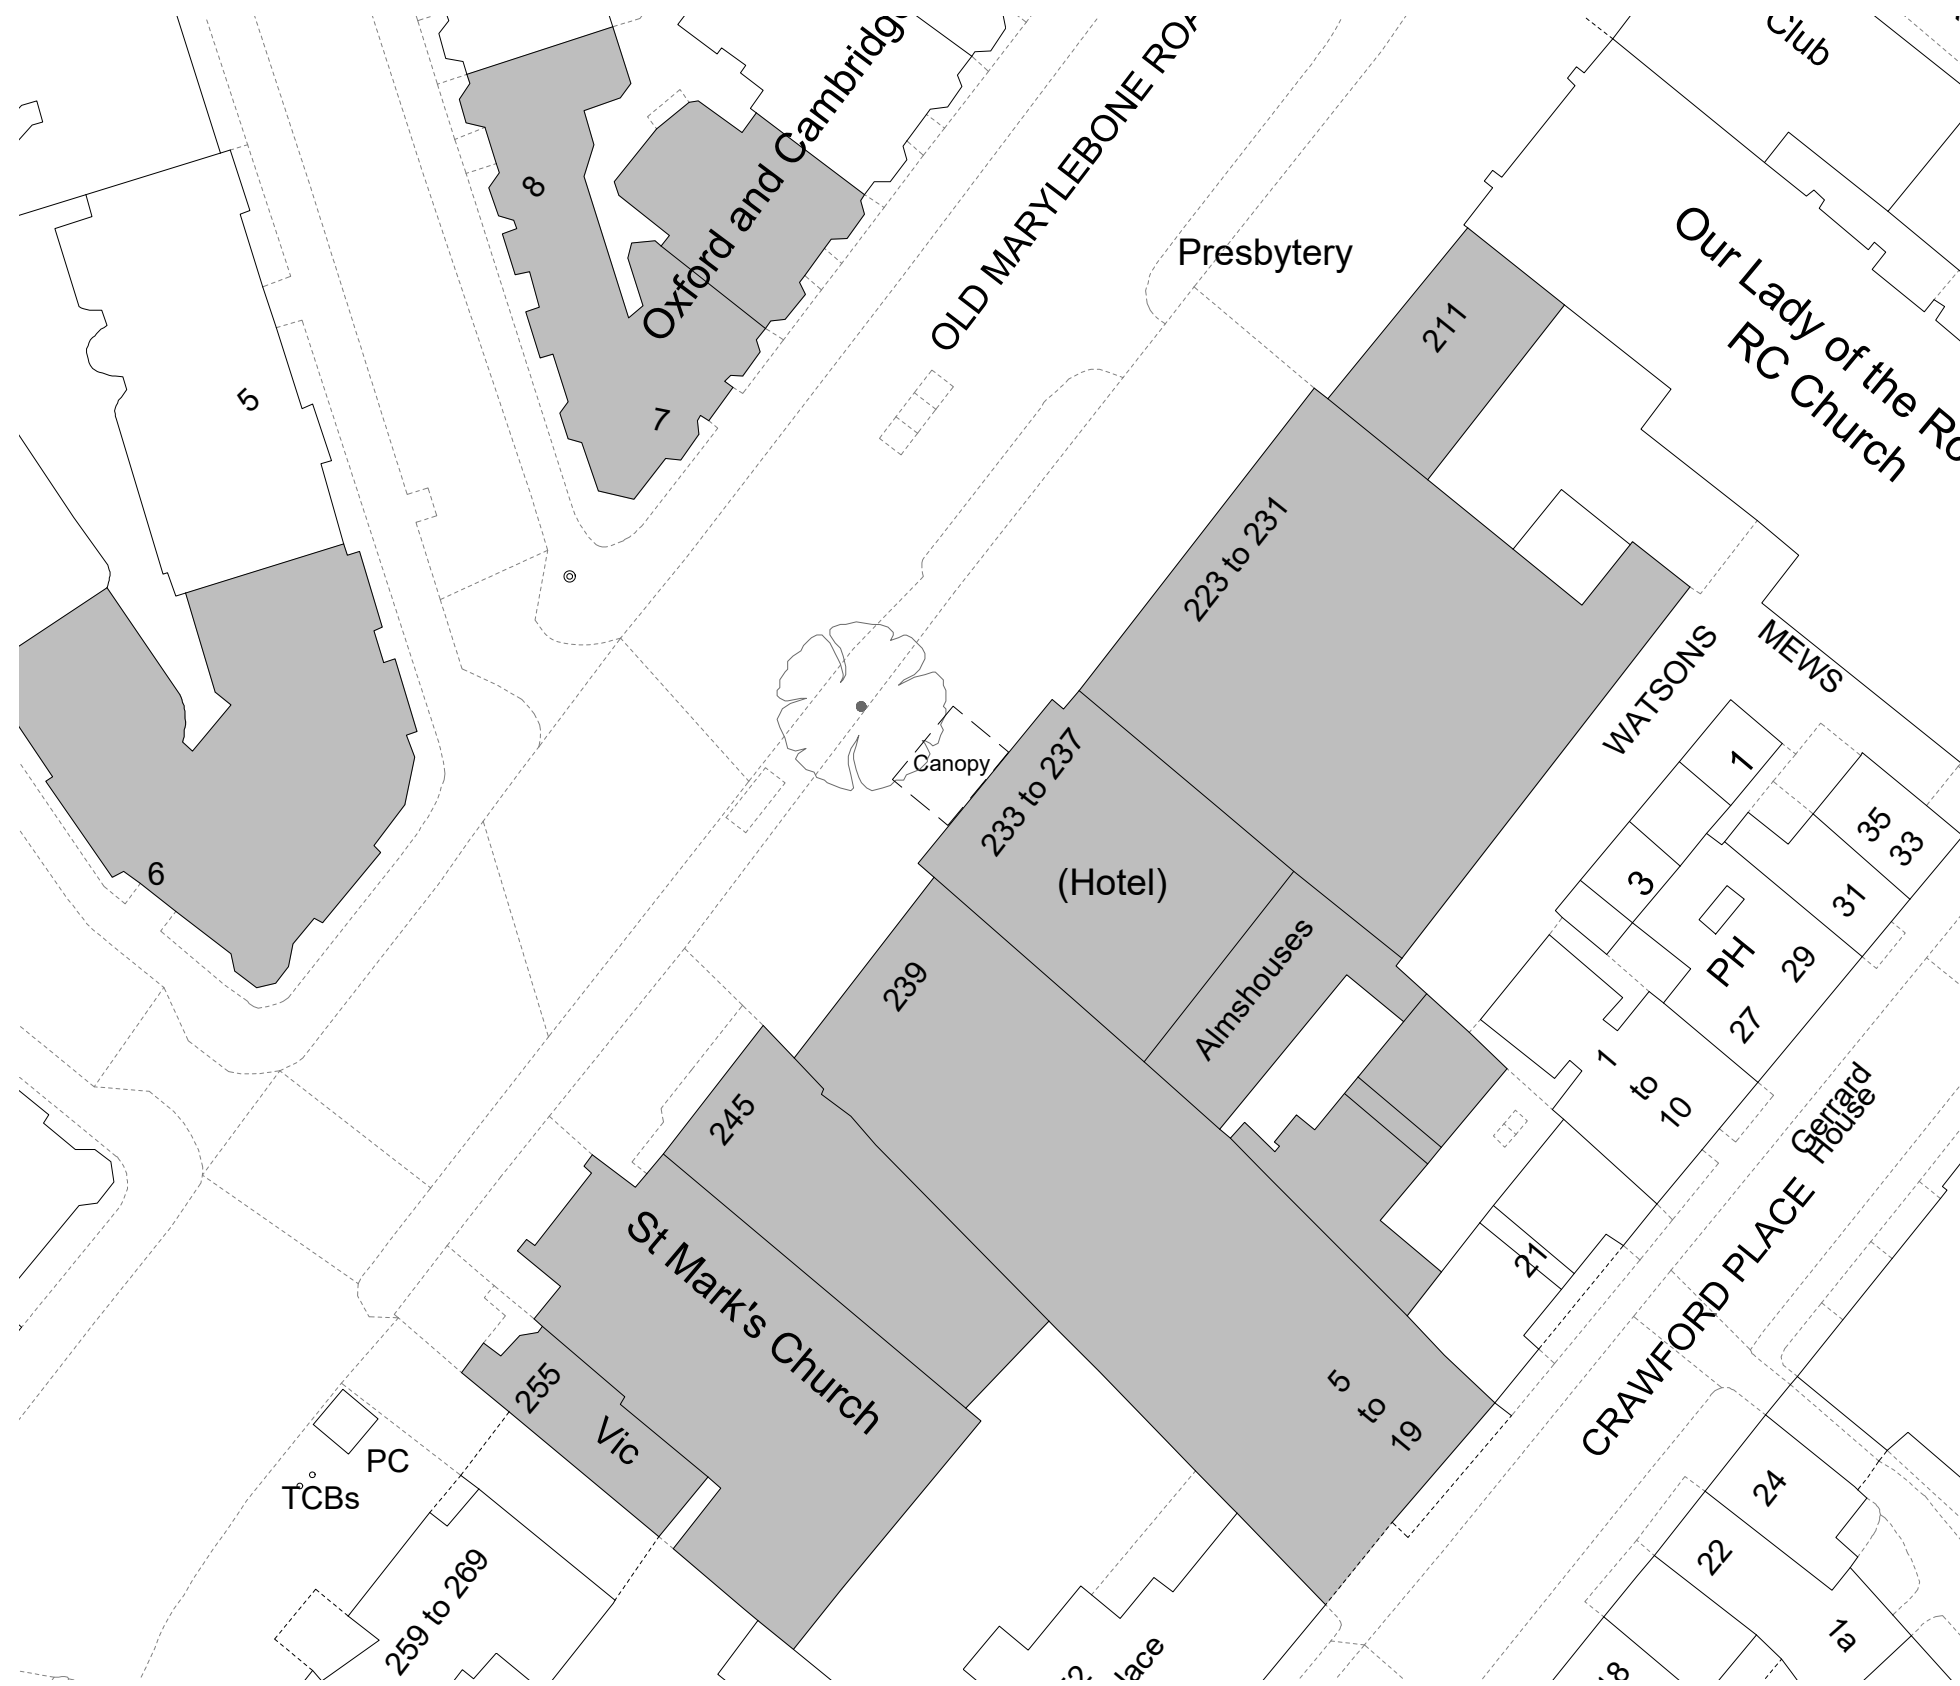 Club
Oxford and Cambridg
OLD MARYLEBONE ROA
8
Presbytery
Our Lady of the Ro
RC Church
211
5
7
223 to 231
WATSONS
MEWS
1
Canopy
233 to 237
35
33
6
(Hotel)
3
31
Almshouses
PH
29
239
27
1
to
10
Gerrard
House
245
St Mark's Church
21
CRAWFORD PLACE
255
Vic
5
to
19
PC
TCBs
24
22
259 to 269
1a
lace